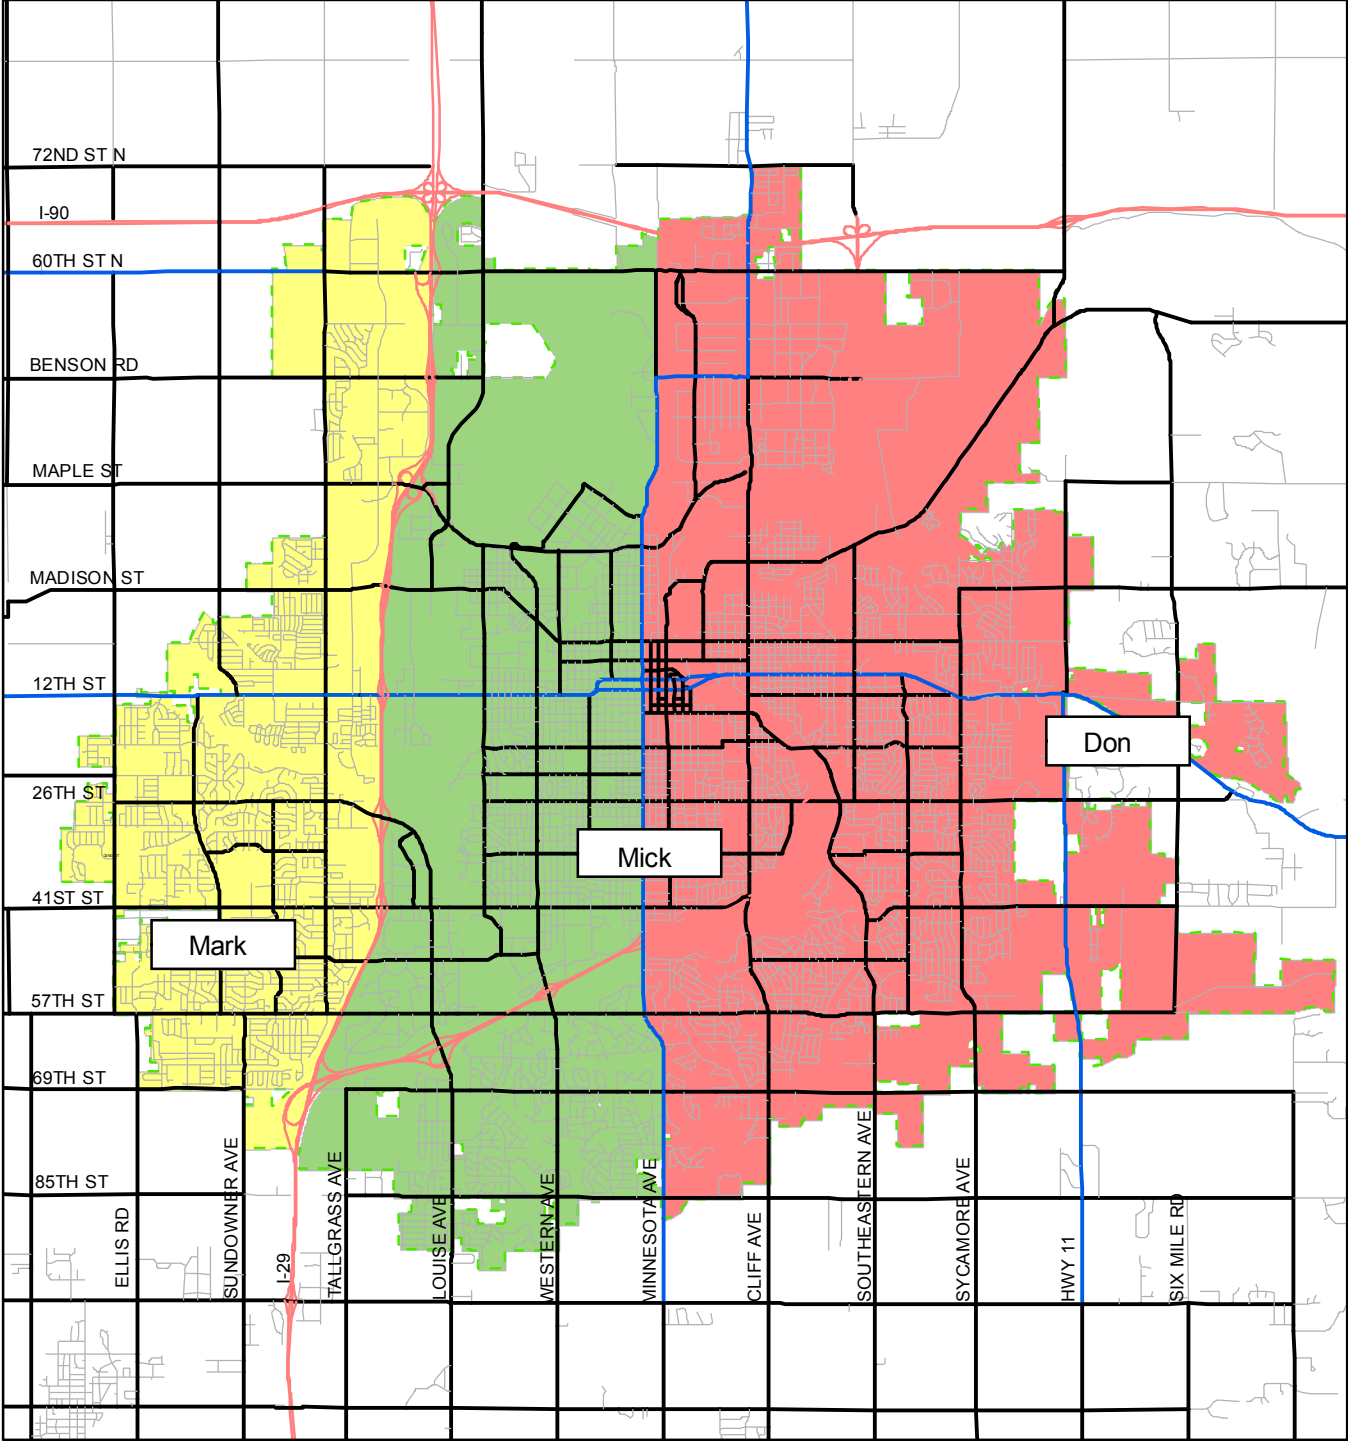 72ND ST N
I-90
60TH ST N
BENSON RD
MAPLE ST
MADISON ST
12TH ST
Don
26TH ST
Mick
41ST ST
Mark
57TH ST
69TH ST
85TH ST
ELLIS RD
SUNDOWNER AVE
I-29
TALLGRASS AVE
LOUISE AVE
WESTERN AVE
MINNESOTA AVE
CLIFF AVE
SOUTHEASTERN AVE
SYCAMORE AVE
HWY 11
SIX MILE RD